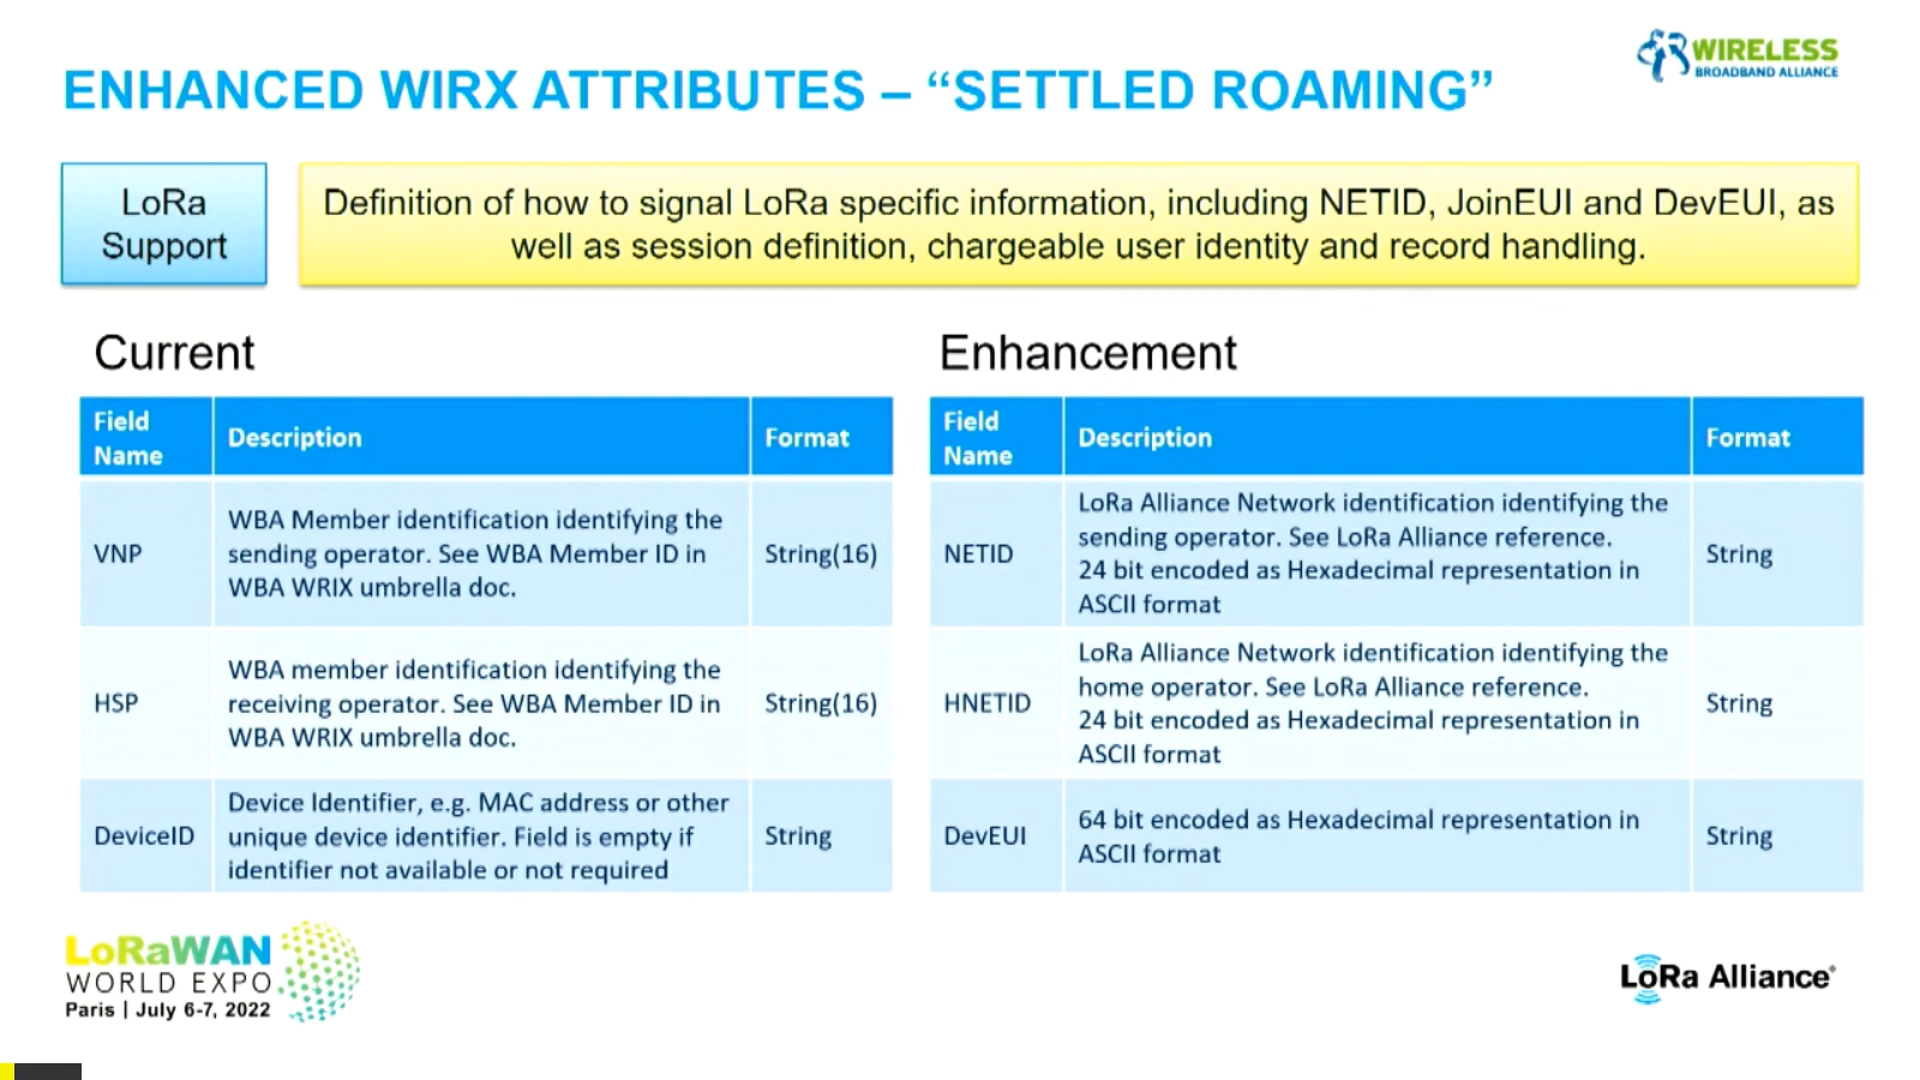 ENHANCED WIRX ATTRIBUTES – “SETTLED ROAMING”
WIRELESS
BROADBAND ALLIANCE
LoRa
Support
Definition of how to signal LoRa specific information, including NETID, JoinEUI and DevEUI, as
well as session definition, chargeable user identity and record handling.
Current
Field
Name
Description
Format
VNP
WBA Member identification identifying the
sending operator. See WBA Member ID in
WBA WRIX umbrella doc.
String(16)
HSP
WBA member identification identifying the
receiving operator. See WBA Member ID in
WBA WRIX umbrella doc.
String(16)
DeviceID
Device Identifier, e.g. MAC address or other
unique device identifier. Field is empty if
identifier not available or not required
String
Enhancement
Field
Name
Description
Format
NETID
LoRa Alliance Network identification identifying the
sending operator. See LoRa Alliance reference.
24 bit encoded as Hexadecimal representation in
ASCII format
String
HNETID
LoRa Alliance Network identification identifying the
home operator. See LoRa Alliance reference.
24 bit encoded as Hexadecimal representation in
ASCII format
String
DevEUI
64 bit encoded as Hexadecimal representation in
ASCII format
String
LoRaWAN
WORLD EXPO
Paris | July 6-7, 2022
LoRa Alliance®